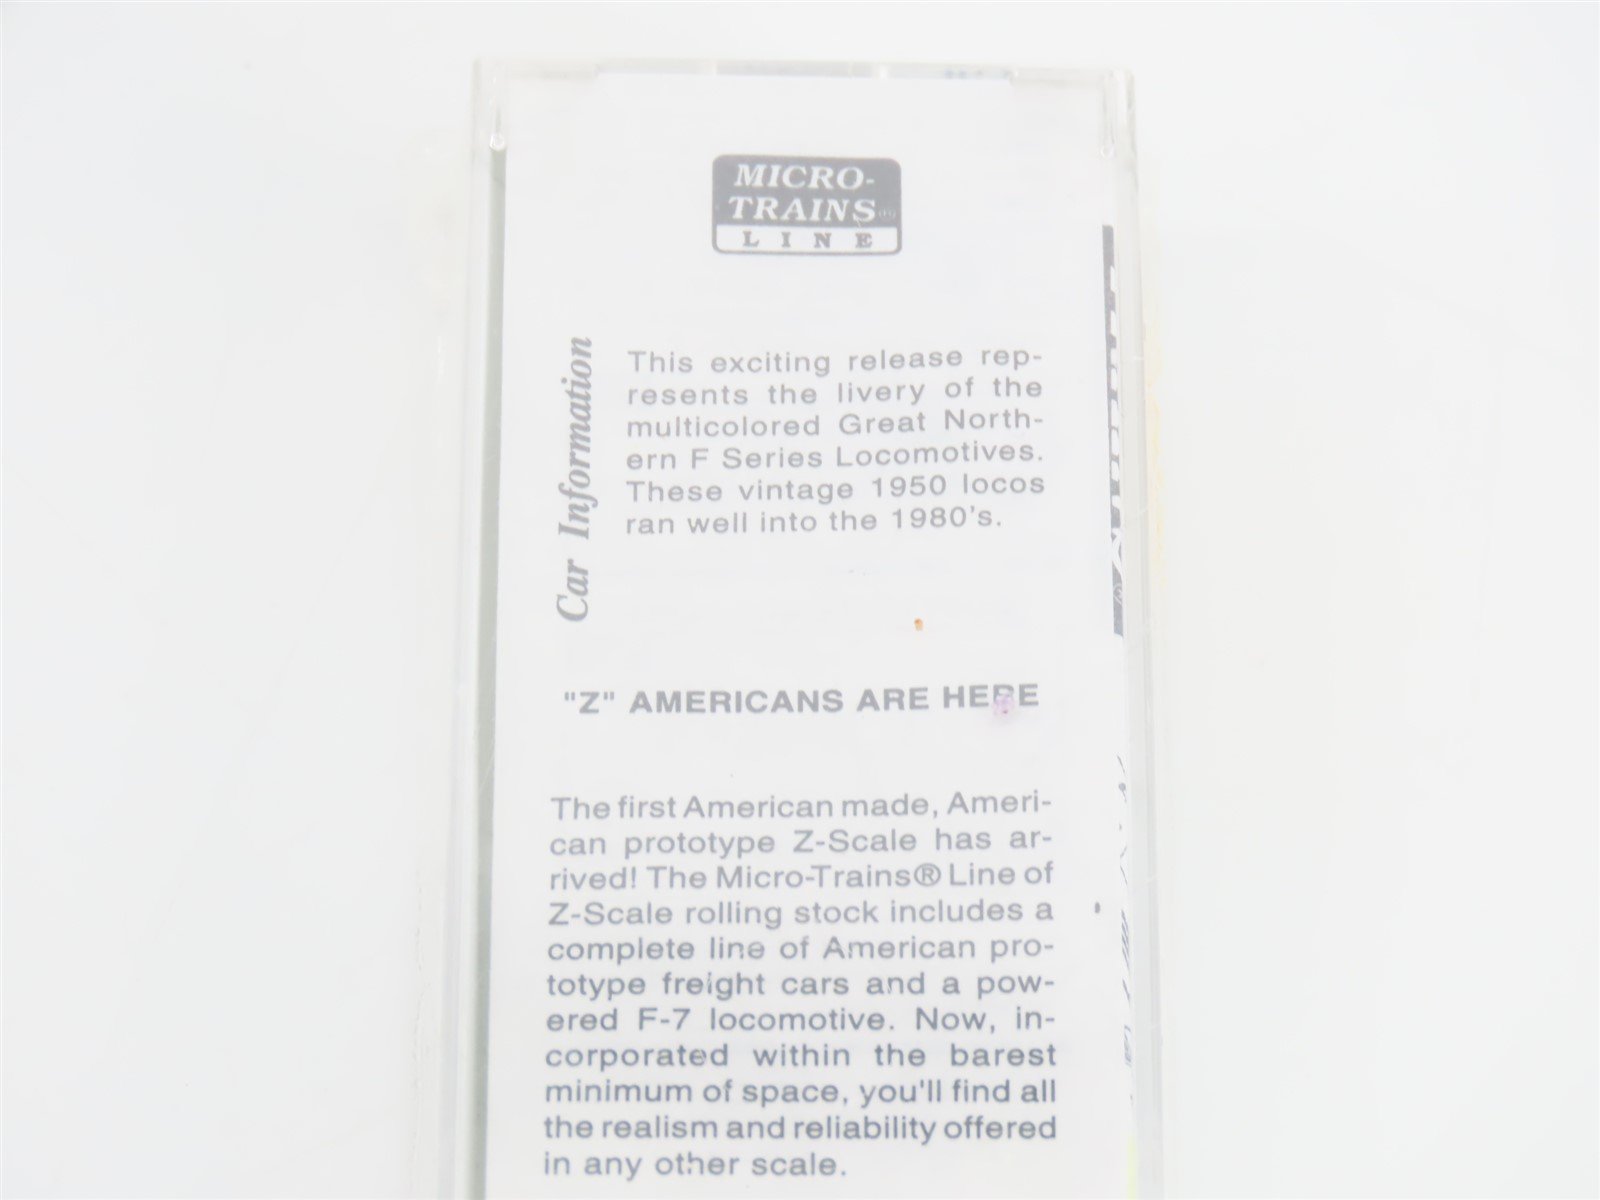 MICRO-
TRAINS®
LINE
Car Information
This exciting release rep-
resents the livery of the
multicolored Great North-
ern F Series Locomotives.
These vintage 1950 locos
ran well into the 1980's.
"Z" AMERICANS ARE HERE
The first American made, Ameri-
can prototype Z-Scale has ar-
rived! The Micro-Trains® Line of
Z-Scale rolling stock includes a
complete line of American pro-
totype freight cars and a pow-
ered F-7 locomotive. Now, in-
corporated within the barest
minimum of space, you'll find all
the realism and reliability offered
in any other scale.